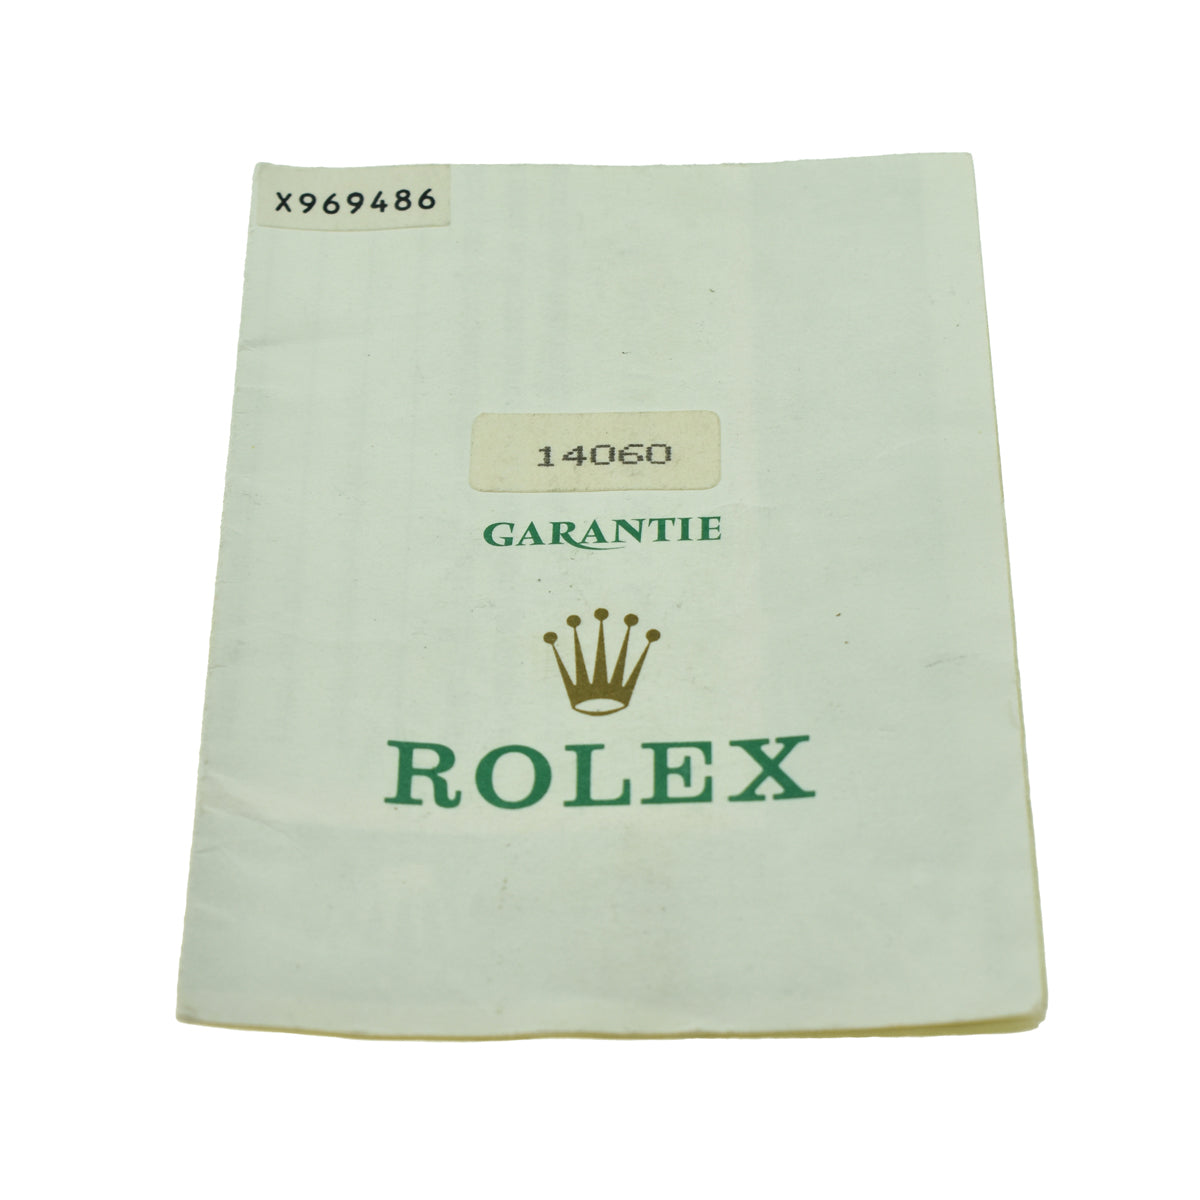 X969486
14060
GARANTIE
ROLEX